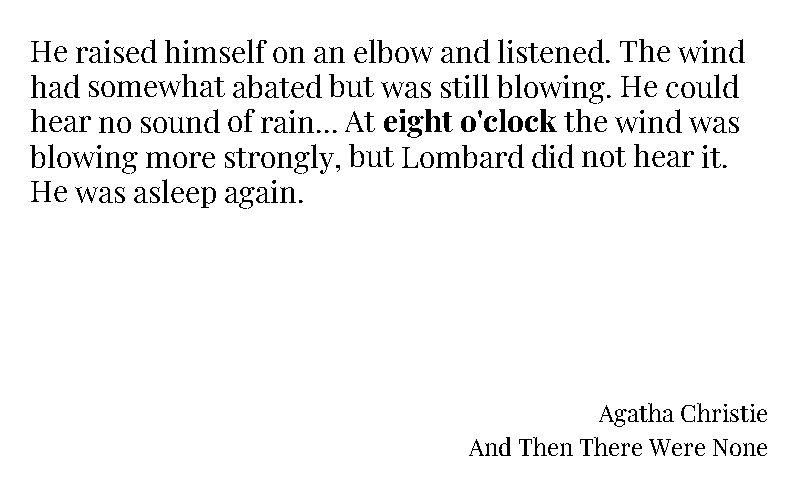 He raised himself on an elbow and listened. The wind
had somewhat abated but was still blowing. He could
hear no sound of rain... At eight o'clock the wind was
blowing more strongly, but Lombard did not hear it.
He was asleep again.
Agatha Christie
And Then There Were None